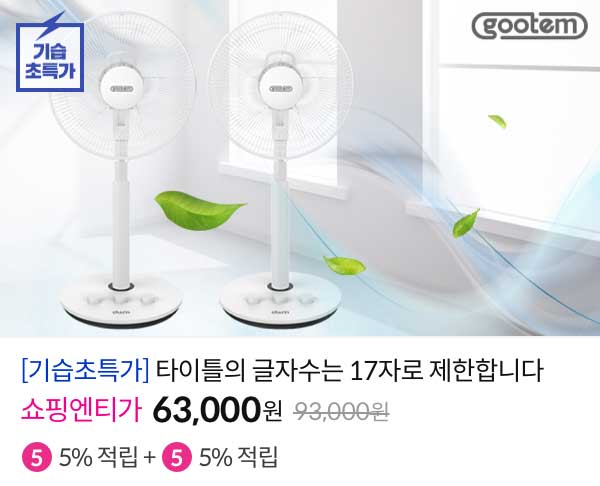 기습
초특가
gootem
[기습초특가] 타이틀의 글자수는 17자로 제한합니다
쇼핑엔티가 63,000원 93,000원
5 5% 적립 + 5 5% 적립